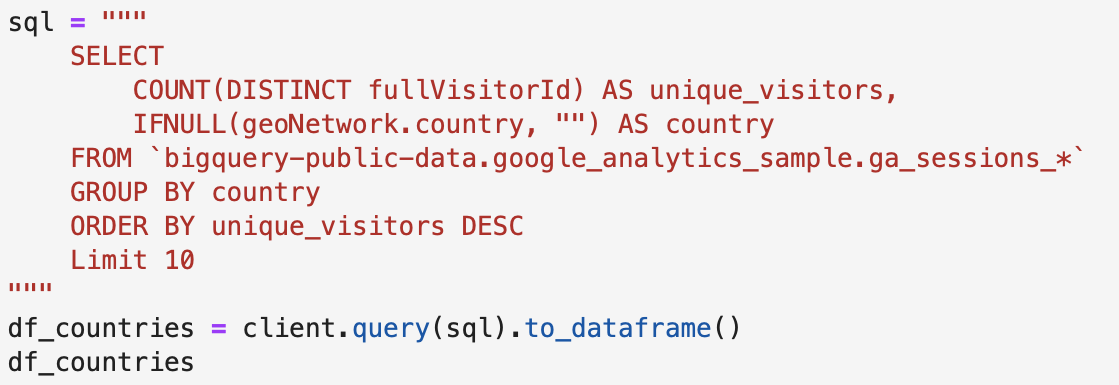 sql = """
    SELECT
        COUNT(DISTINCT fullVisitorId) AS unique_visitors,
        IFNULL(geoNetwork.country, "") AS country
    FROM `bigquery-public-data.google_analytics_sample.ga_sessions_*`
    GROUP BY country
    ORDER BY unique_visitors DESC
    Limit 10
"""
df_countries = client.query(sql).to_dataframe()
df_countries